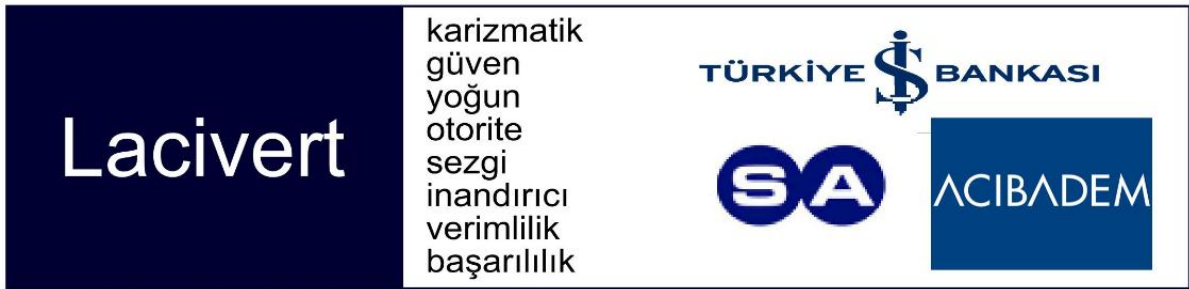 Lacivert
karizmatik
güven
yoğun
otorite
sezgi
inandırıcı
verimlilik
başarılılık
TÜRKİYE İŞ BANKASI
SA
ACIBADEM